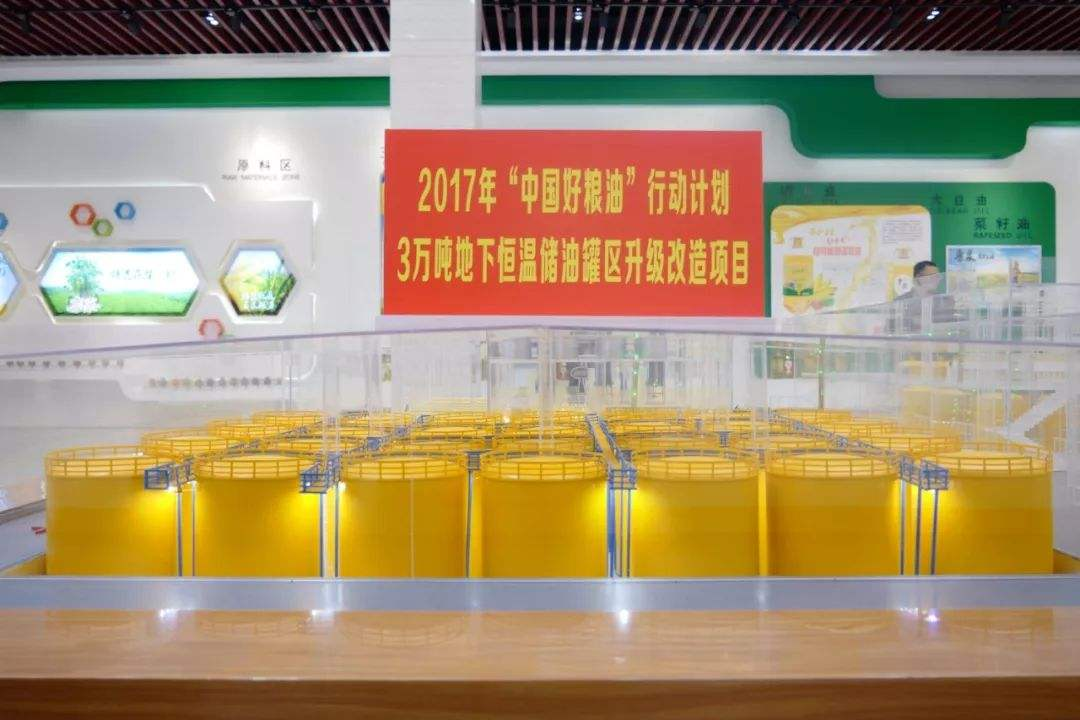 原料区
RAW MATERIALS ZONE
2017年“中国好粮油”行动计划
3万吨地下恒温储油罐区升级改造项目
大豆油
菜籽油
RAPESEED OIL